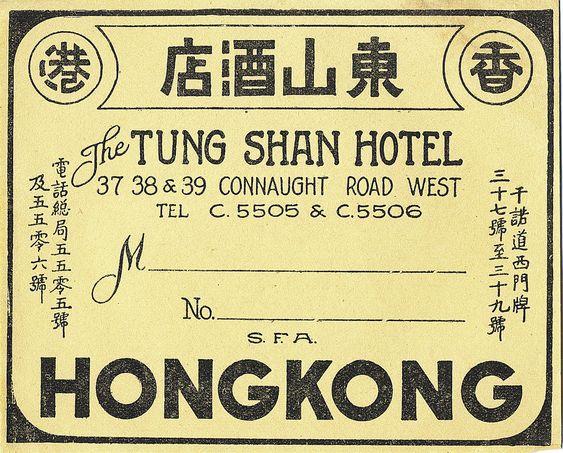 香 東山酒店 港
The TUNG SHAN HOTEL
37 38 & 39 CONNAUGHT ROAD WEST
TEL C. 5505 & C. 5506
干諾道西門牌
三十七號至三十九號
電話總局五五零五號
及五五零六號
M
No.
S. F. A.
HONGKONG